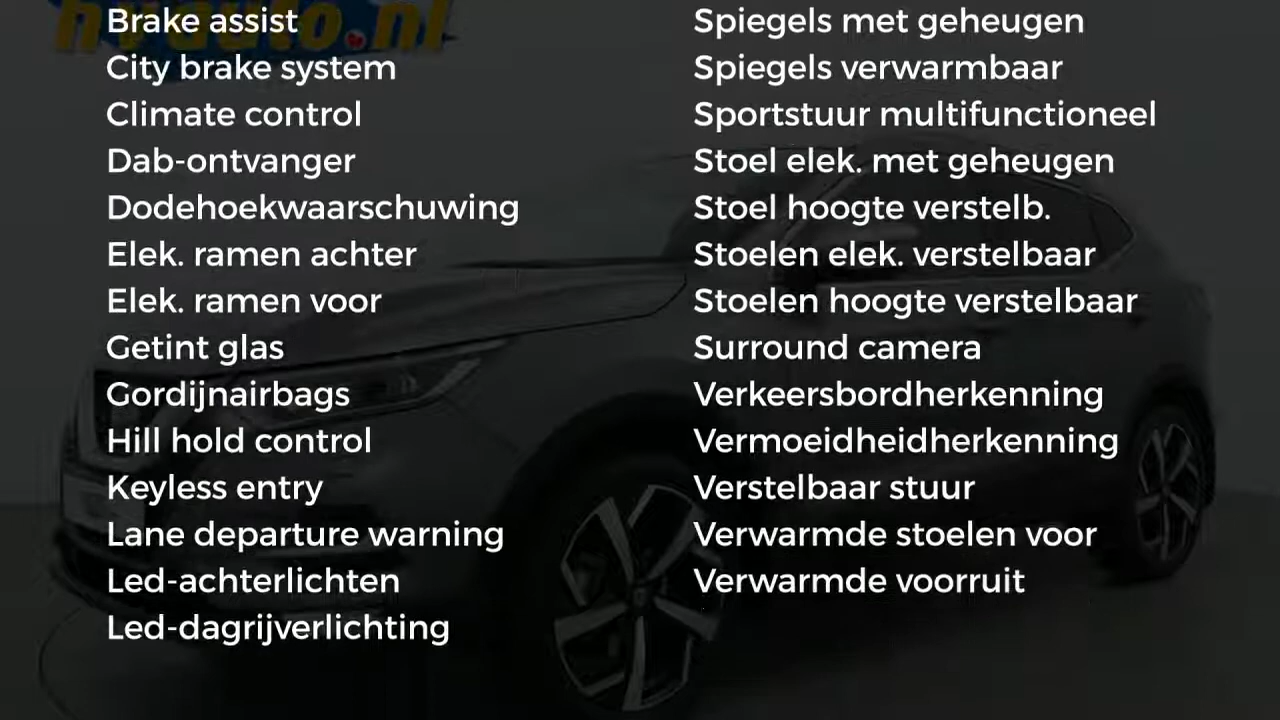 hvauto.nl
Brake assist
City brake system
Climate control
Dab-ontvanger
Dodehoekwaarschuwing
Elek. ramen achter
Elek. ramen voor
Getint glas
Gordijnairbags
Hill hold control
Keyless entry
Lane departure warning
Led-achterlichten
Led-dagrijverlichting
Spiegels met geheugen
Spiegels verwarmbaar
Sportstuur multifunctioneel
Stoel elek. met geheugen
Stoel hoogte verstelb.
Stoelen elek. verstelbaar
Stoelen hoogte verstelbaar
Surround camera
Verkeersbordherkenning
Vermoeidheidherkenning
Verstelbaar stuur
Verwarmde stoelen voor
Verwarmde voorruit